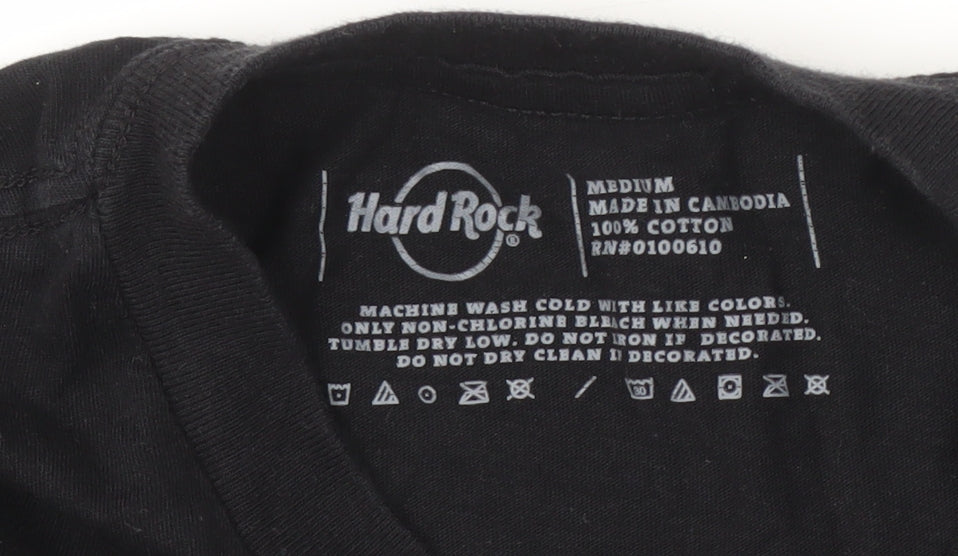 Hard Rock®
MEDIUM
MADE IN CAMBODIA
100% COTTON
RN#0100610
MACHINE WASH COLD WITH LIKE COLORS.
ONLY NON-CHLORINE BLEACH WHEN NEEDED.
TUMBLE DRY LOW. DO NOT IRON IF DECORATED.
DO NOT DRY CLEAN IF DECORATED.
30